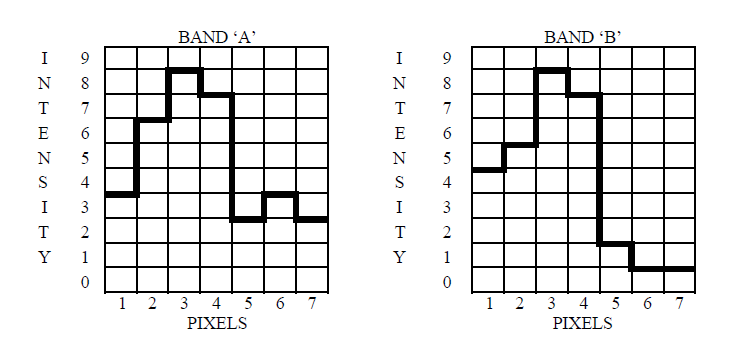 BAND ‘A’ BAND ‘B’
I 9 I 9
N 8 N 8
T 7 T 7
E 6 E 6
N 5 N 5
S 4 S 4
I 3 I 3
T 2 T 2
Y 1 Y 1
0 0
1 2 3 4 5 6 7 1 2 3 4 5 6 7
PIXELS PIXELS